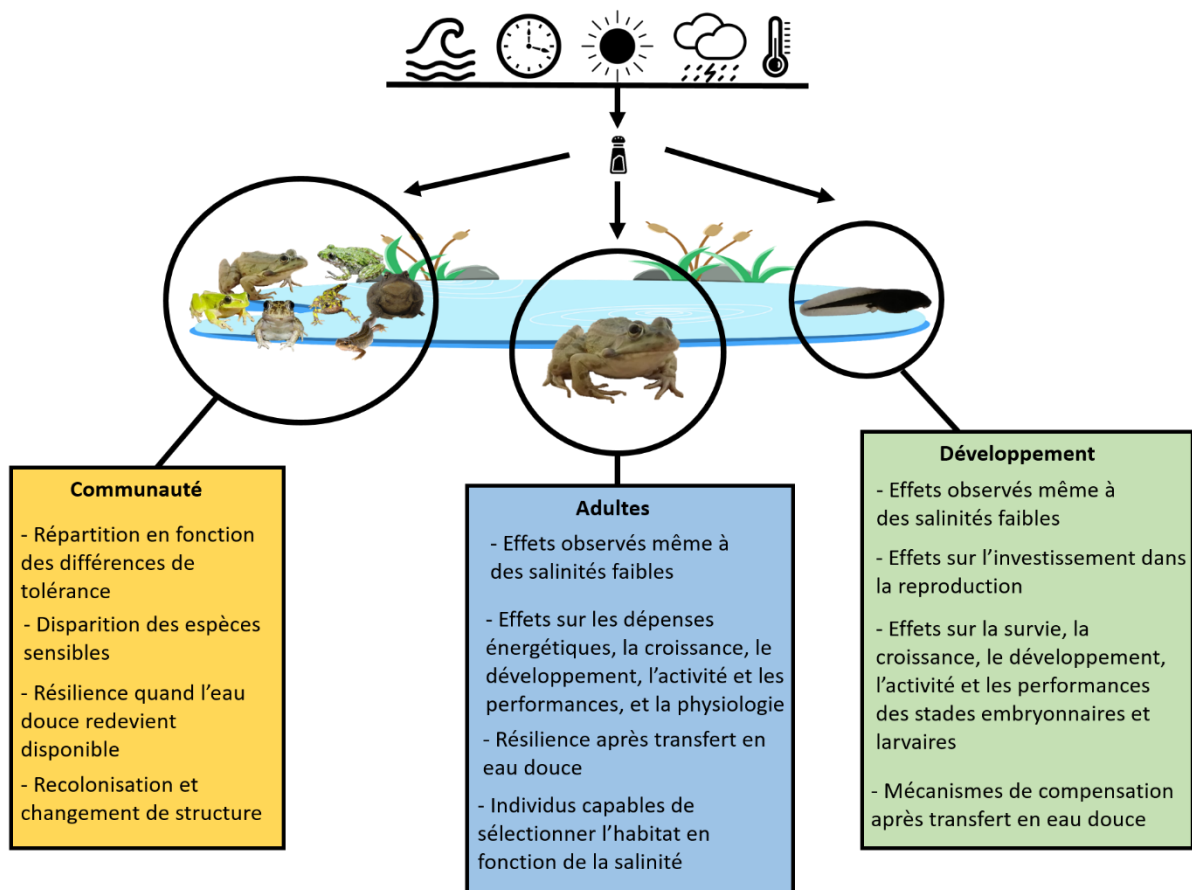 Communauté
- Répartition en fonction
des différences de
tolérance
- Disparition des espèces
sensibles
- Résilience quand l'eau
douce redevient
disponible
- Recolonisation et
changement de structure
Adultes
- Effets observés même à
des salinités faibles
- Effets sur les dépenses
énergétiques, la croissance, le
développement, l'activité et les
performances, et la physiologie
- Résilience après transfert en
eau douce
- Individus capables de
sélectionner l'habitat en
fonction de la salinité
Développement
- Effets observés même à
des salinités faibles
- Effets sur l'investissement dans
la reproduction
- Effets sur la survie, la
croissance, le développement,
l'activité et les performances
des stades embryonnaires et
larvaires
- Mécanismes de compensation
après transfert en eau douce